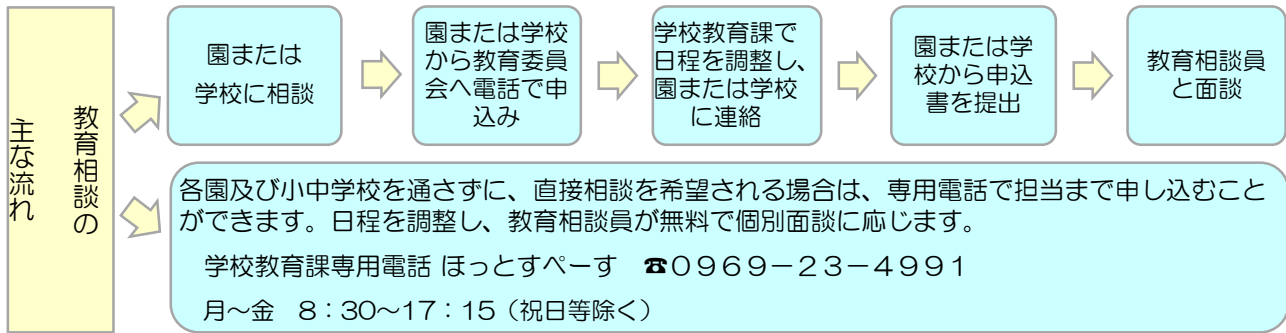 教育相談の
主な流れ
園または
学校に相談
園または学校
から教育委員
会へ電話で申
込み
学校教育課で
日程を調整し、
園または学校
に連絡
園または学
校から申込
書を提出
教育相談員
と面談
各園及び小中学校を通さずに、直接相談を希望される場合は、専用電話で担当まで申し込むこと
ができます。日程を調整し、教育相談員が無料で個別面談に応じます。
学校教育課専用電話 ほっとすぺーす　☎０９６９－２３－４９９１
月～金　８：３０～１７：１５（祝日等除く）